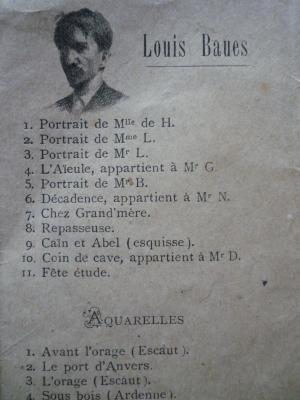 Louis Baues
1. Portrait de Mlle de H.
2. Portrait de Mme L.
3. Portrait de Mr L.
4. L'Aïeule, appartient à Mr G.
5. Portrait de Mr B.
6. Décadence, appartient à Mr N.
7. Chez Grand'mère.
8. Repasseuse.
9. Caïn et Abel (esquisse).
10. Coin de cave, appartient à Mr D.
11. Fête étude.
AQUARELLES
1. Avant l'orage (Escaut).
2. Le port d'Anvers.
3. L'orage (Escaut).
4. Sous bois (Ardenne).